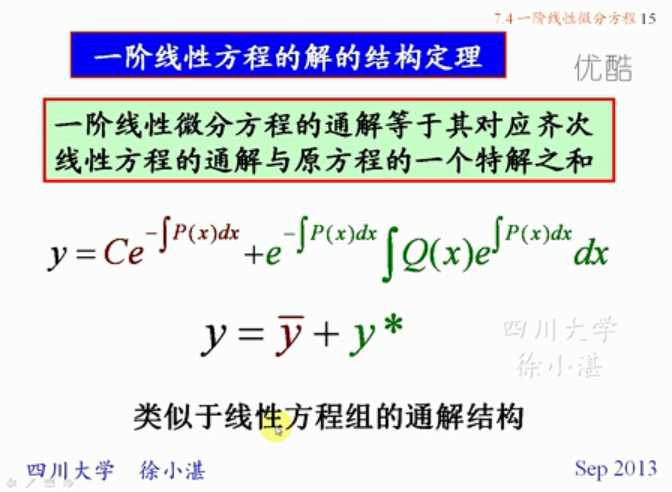 7.4 一阶线性微分方程 15
一阶线性方程的解的结构定理
优酷
一阶线性微分方程的通解等于其对应齐次
线性方程的通解与原方程的一个特解之和
y = Ce^{-∫P(x)dx} + e^{-∫P(x)dx} ∫Q(x)e^{∫P(x)dx} dx
y = y̅ + y*
四川大学
徐小湛
类似于线性方程组的通解结构
四川大学 徐小湛 Sep 2013